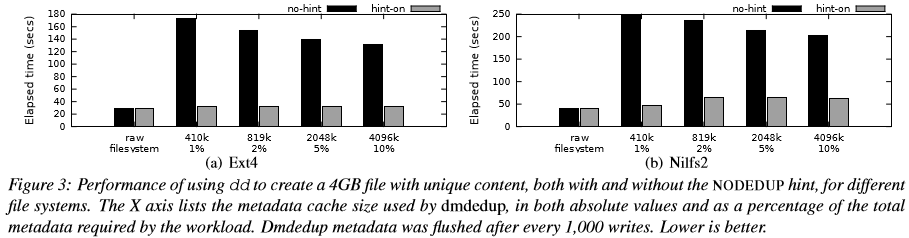 no-hint hint-on
Elapsed time (secs)
180
160
140
120
100
80
60
40
20
0
raw
filesystem
410k
1%
819k
2%
2048k
5%
4096k
10%
(a) Ext4
no-hint hint-on
Elapsed time (secs)
250
200
150
100
50
0
raw
filesystem
410k
1%
819k
2%
2048k
5%
4096k
10%
(b) Nilfs2
Figure 3: Performance of using dd to create a 4GB file with unique content, both with and without the NODEDUP hint, for different
file systems. The X axis lists the metadata cache size used by dmdedup, in both absolute values and as a percentage of the total
metadata required by the workload. Dmdedup metadata was flushed after every 1,000 writes. Lower is better.